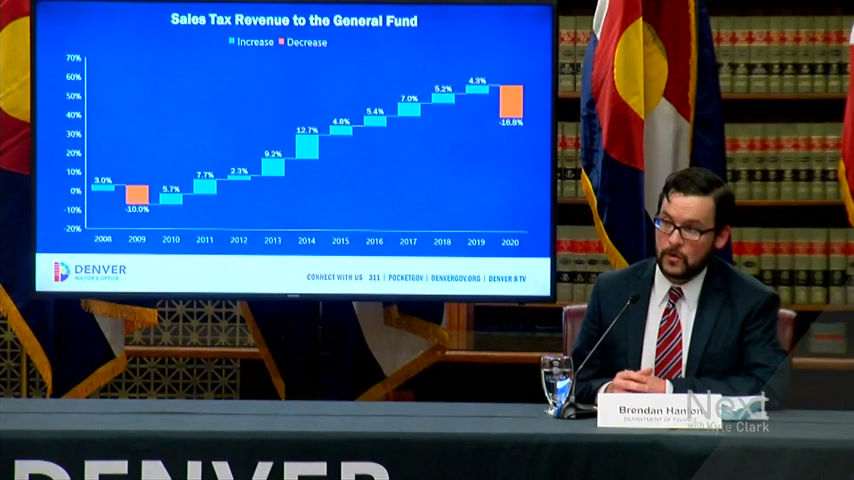 Sales Tax Revenue to the General Fund
Increase Decrease
70%
60%
50%
40%
30%
20%
10%
0%
-10%
-20%
3.0%
-10.0%
5.7%
7.7%
2.3%
9.2%
12.7%
4.8%
5.4%
7.0%
5.2%
4.3%
-16.8%
2008 2009 2010 2011 2012 2013 2014 2015 2016 2017 2018 2019 2020
DENVER
MAYOR'S OFFICE
CONNECT WITH US 311 | POCKETGOV | DENVERGOV.ORG | DENVER 8 TV
Brendan Hanlon
DEPARTMENT OF FINANCE
Next
with Kyle Clark
DENVER